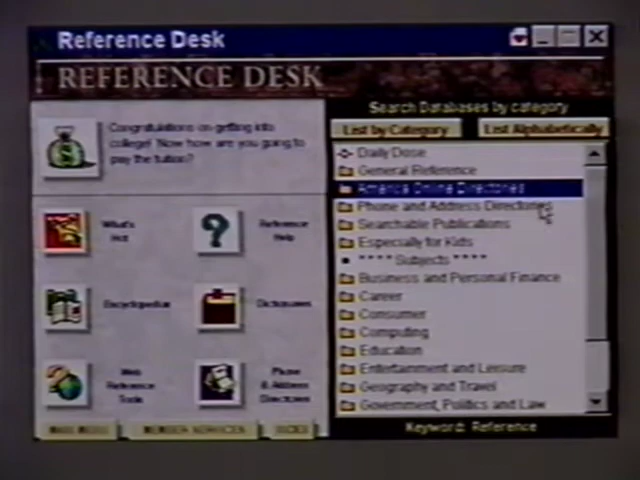 Reference Desk
REFERENCE DESK
Search Databases by category
List by Category
List Alphabetically
Congratulations on getting into
college! Now how are you going to
pay the tuition?
What's
Hot
Reference
Help
Encyclopedias
Dictionaries
Web
Reference
Tools
Phone
& Address
Directories
MAIN MENU
MEMBER SERVICES
Daily Dose
General Reference
America Online Directories
Phone and Address Directories
Searchable Publications
Especially for Kids
**** Subjects ****
Business and Personal Finance
Career
Consumer
Computing
Education
Entertainment and Leisure
Geography and Travel
Government, Politics and Law
Keyword: Reference